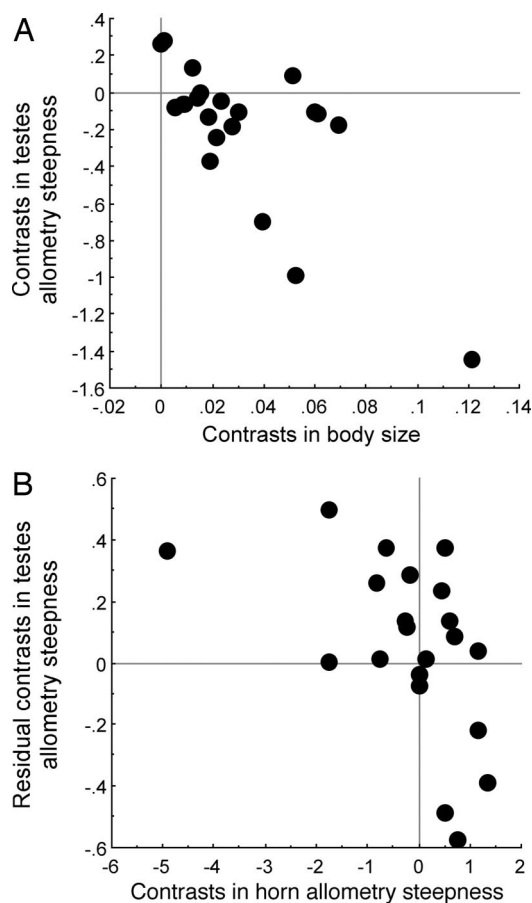 A
Contrasts in testes
allometry steepness
.4
.2
0
-.2
-.4
-.6
-.8
-1
-1.2
-1.4
-1.6
-.02 0 .02 .04 .06 .08 .1 .12 .14
Contrasts in body size
B
Residual contrasts in testes
allometry steepness
.6
.4
.2
0
-.2
-.4
-.6
-6 -5 -4 -3 -2 -1 0 1 2
Contrasts in horn allometry steepness